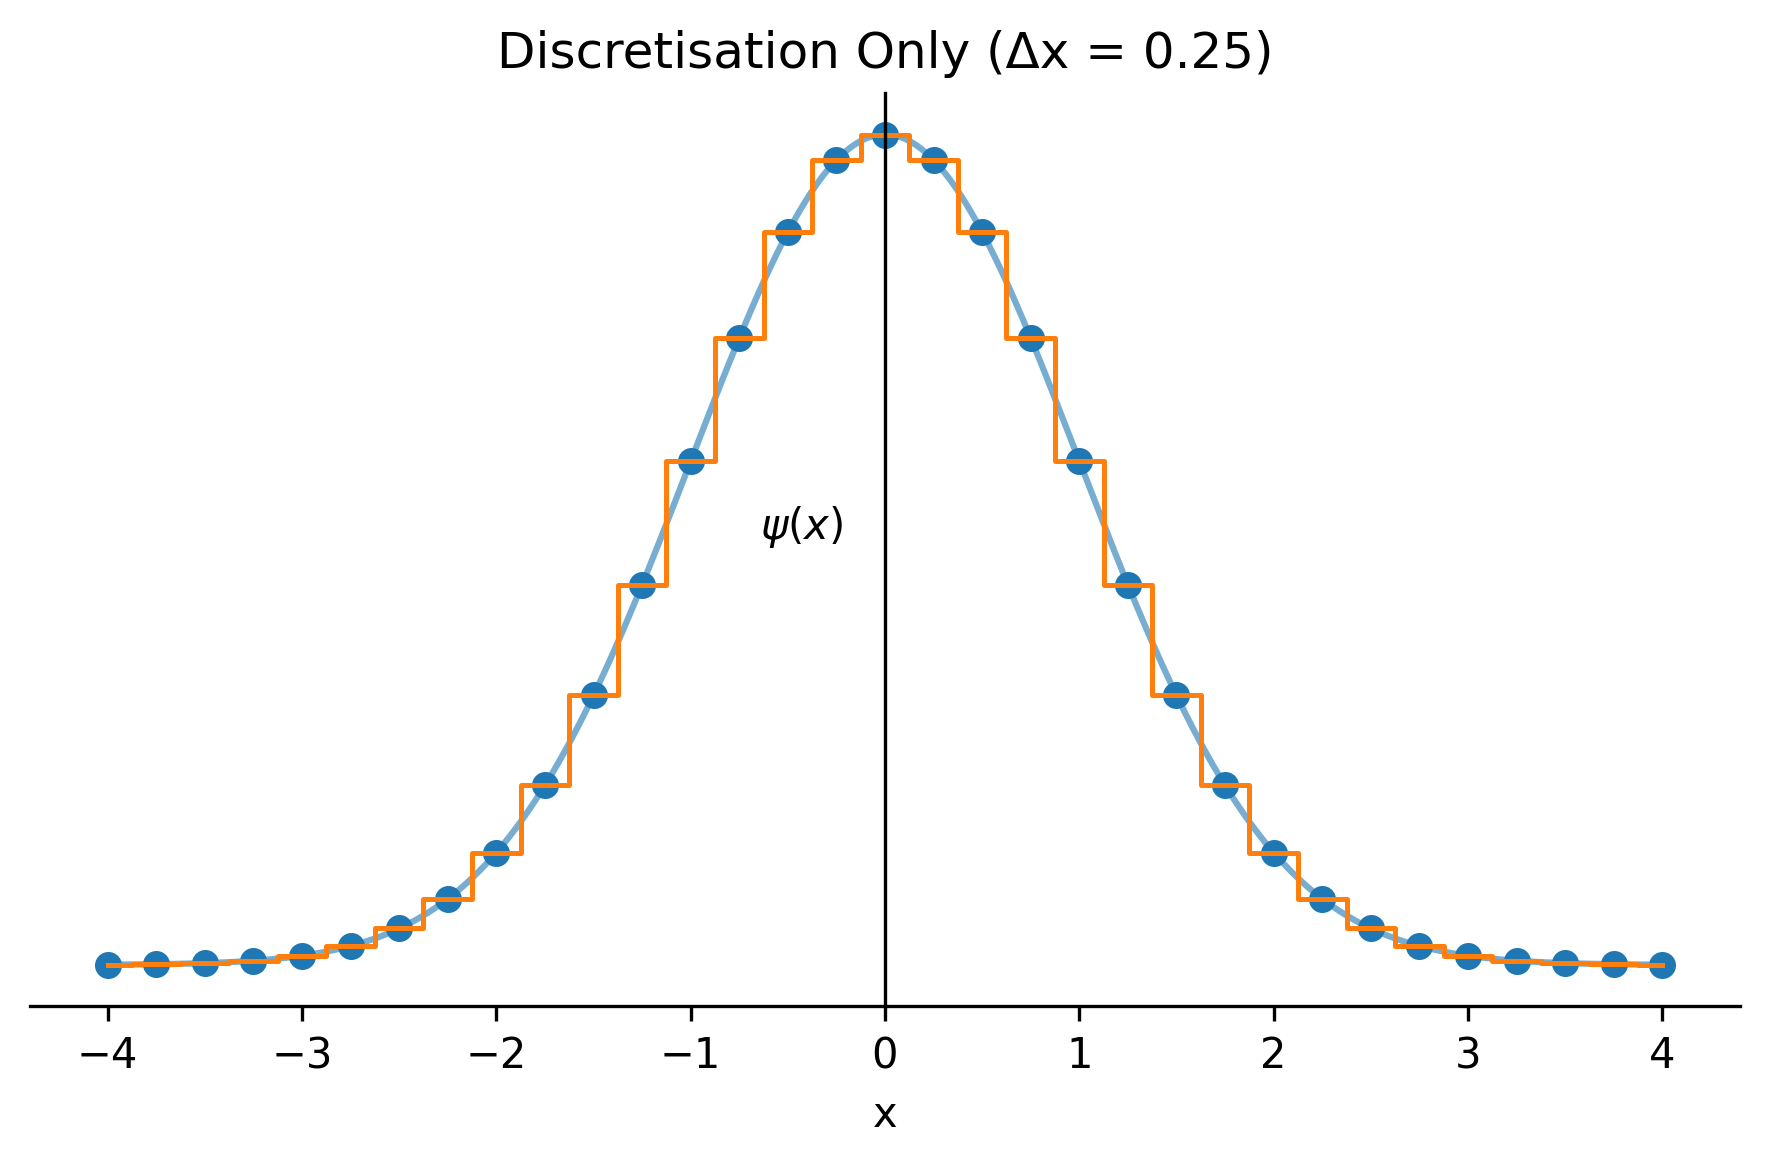 Discretisation Only (Δx = 0.25)
ψ(x)
−4 −3 −2 −1 0 1 2 3 4
x